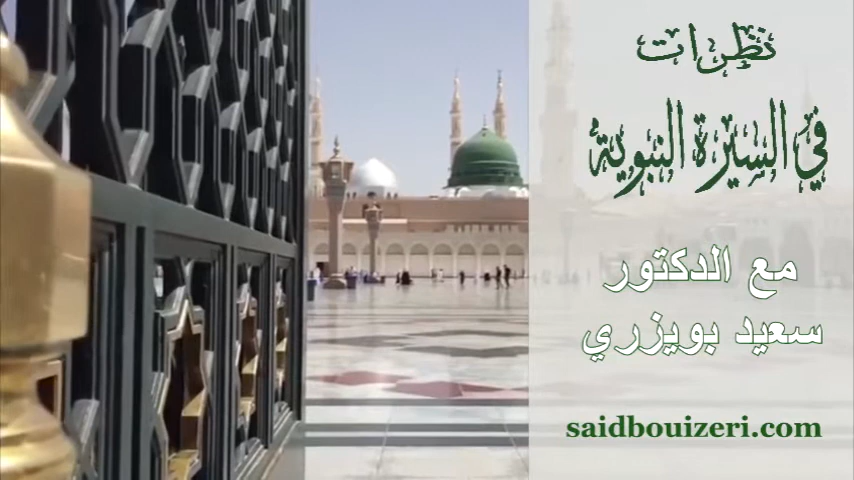 نظرات
في السيرة النبوية
مع الدكتور
سعيد بويزري
saidbouizeri.com